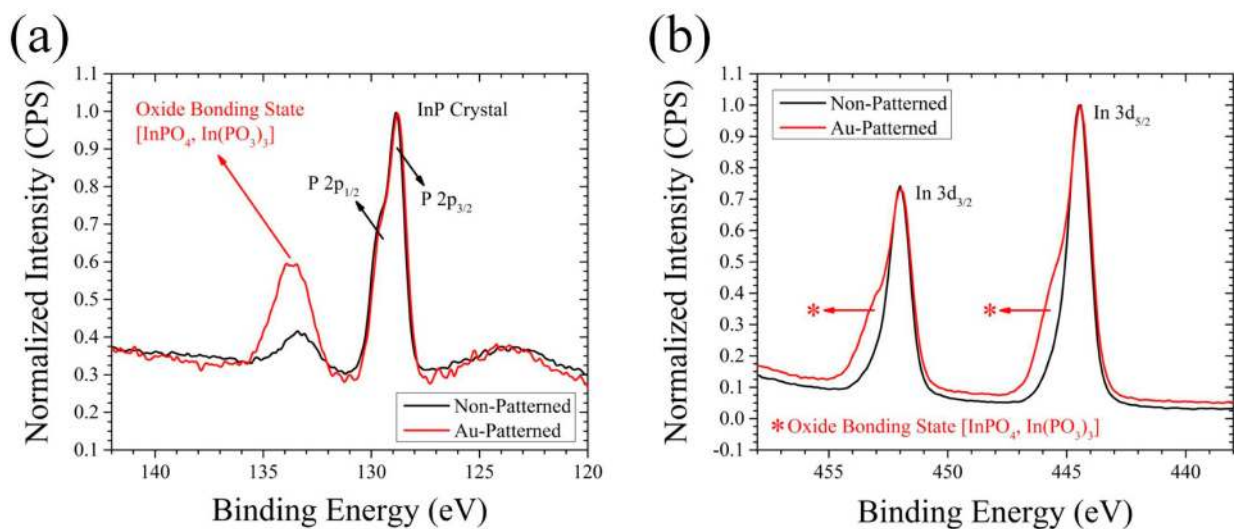 (a)
Normalized Intensity (CPS)
1.1
1.0
0.9
0.8
0.7
0.6
0.5
0.4
0.3
0.2
0.1
Oxide Bonding State
[InPO₄, In(PO₃)₃]
InP Crystal
P 2p₁/₂
P 2p₃/₂
Non-Patterned
Au-Patterned
140 135 130 125 120
Binding Energy (eV)
(b)
Normalized Intensity (CPS)
1.1
1.0
0.9
0.8
0.7
0.6
0.5
0.4
0.3
0.2
0.1
0.0
-0.1
Non-Patterned
Au-Patterned
In 3d₅/₂
In 3d₃/₂
* *
*Oxide Bonding State [InPO₄, In(PO₃)₃]
455 450 445 440
Binding Energy (eV)